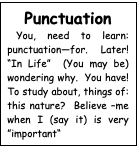 Punctuation
You, need to learn:
punctuation—for. Later!
“In Life” (You may be)
wondering why. You have!
To study about, things of:
this nature? Believe -me
when I (say it) is very
”important“